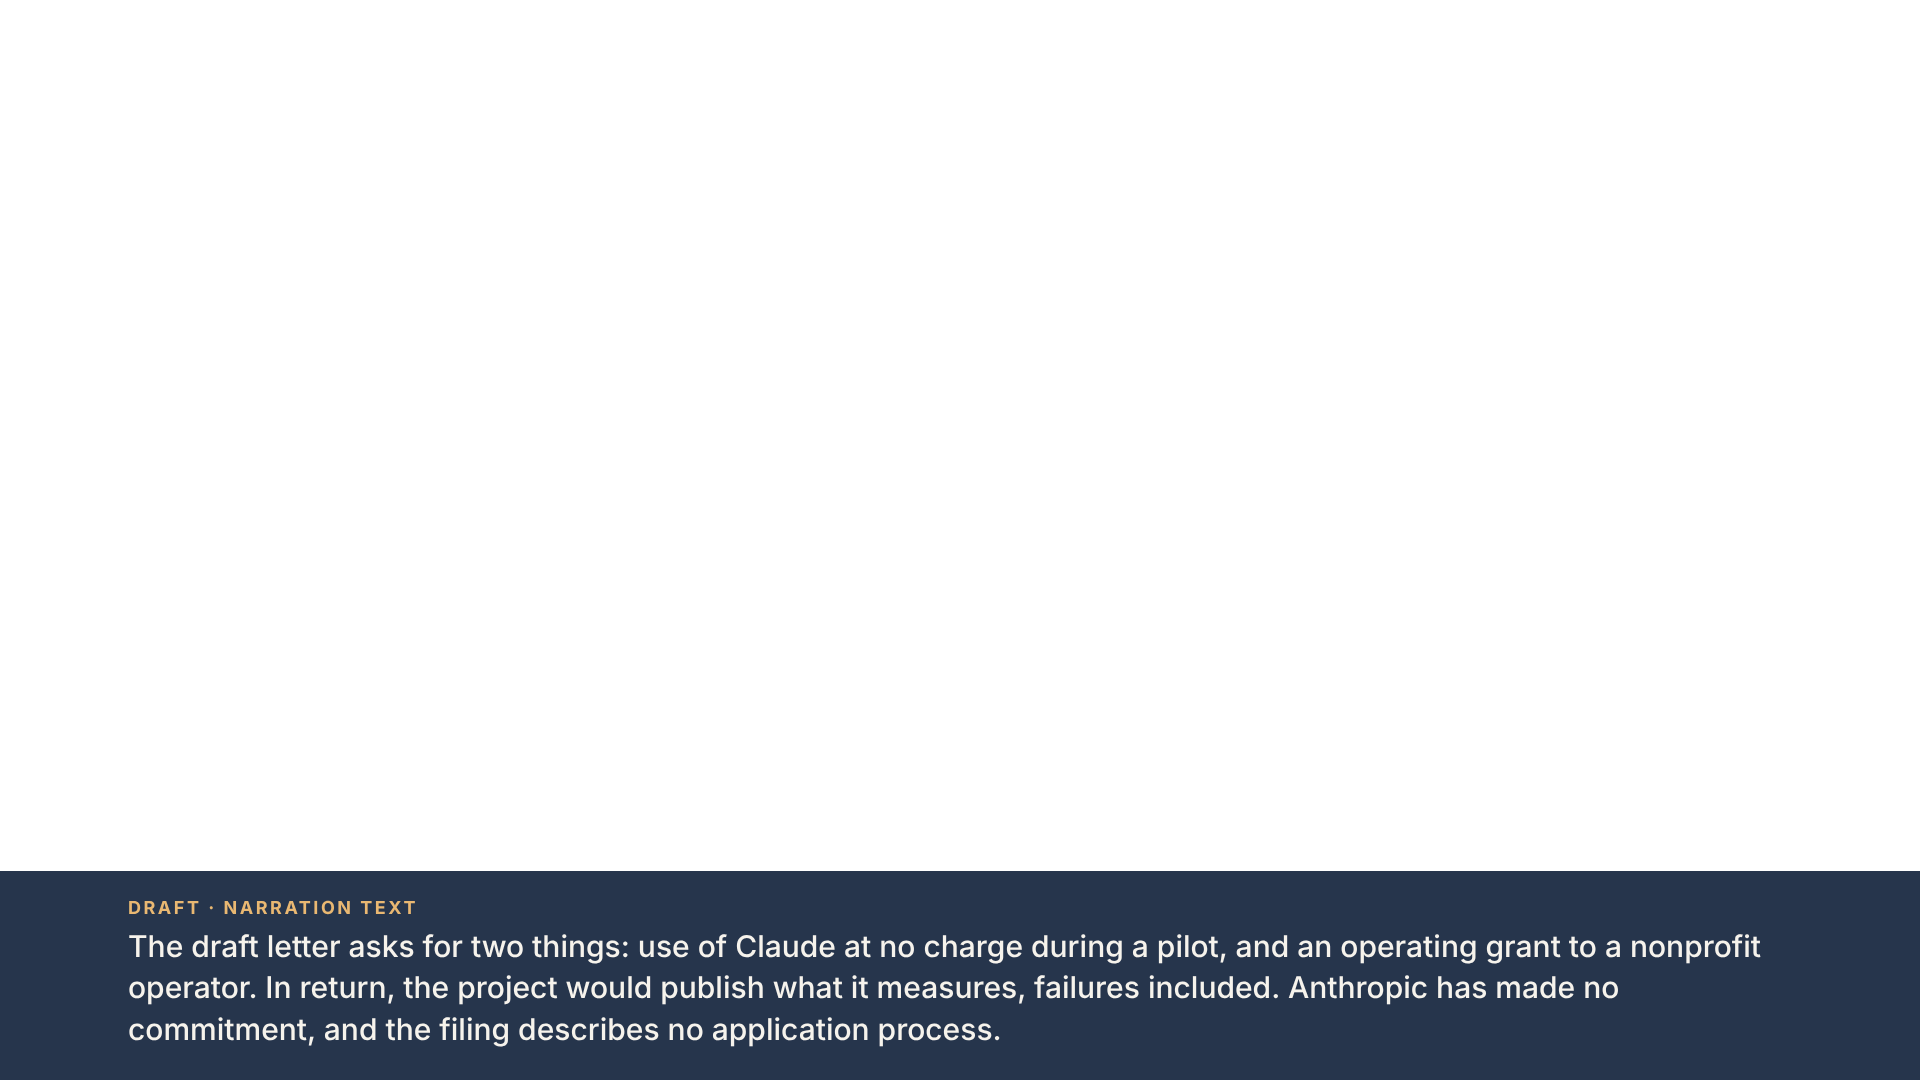 DRAFT · NARRATION TEXT
The draft letter asks for two things: use of Claude at no charge during a pilot, and an operating grant to a nonprofit
operator. In return, the project would publish what it measures, failures included. Anthropic has made no
commitment, and the filing describes no application process.